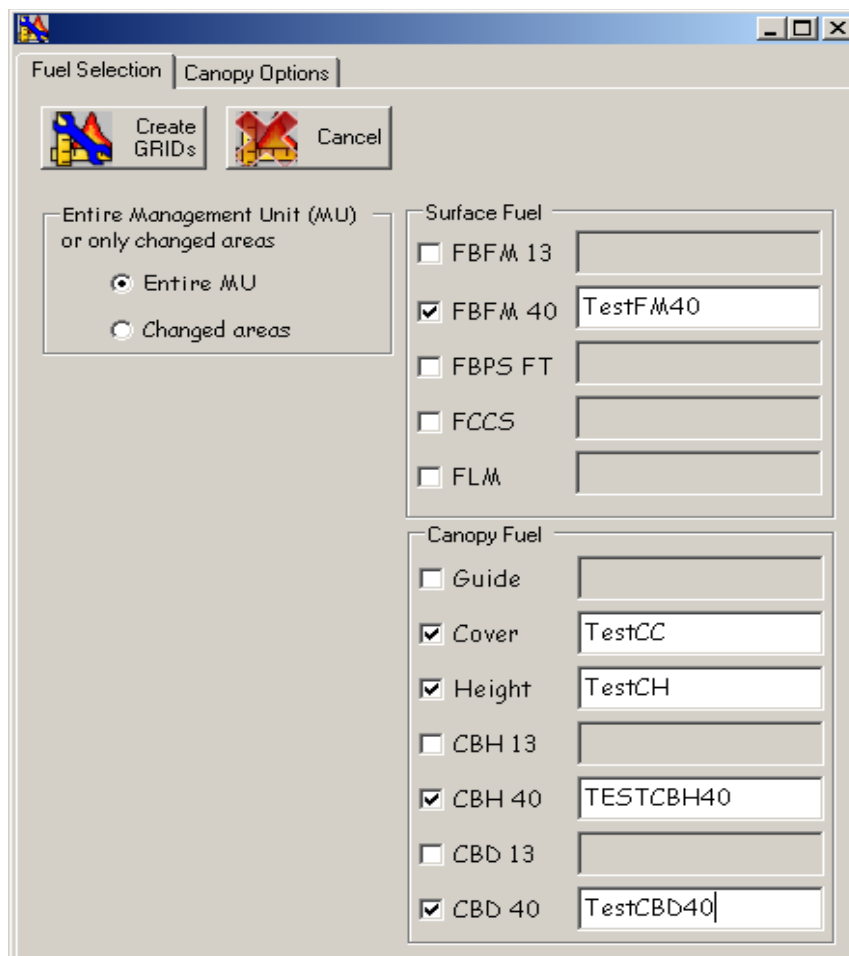 Fuel Selection
Canopy Options
Create
GRIDs
Cancel
Entire Management Unit (MU)
or only changed areas
Entire MU
Changed areas
Surface Fuel
FBFM 13
FBFM 40 TestFM40
FBPS FT
FCCS
FLM
Canopy Fuel
Guide
Cover TestCC
Height TestCH
CBH 13
CBH 40 TESTCBH40
CBD 13
CBD 40 TestCBD40